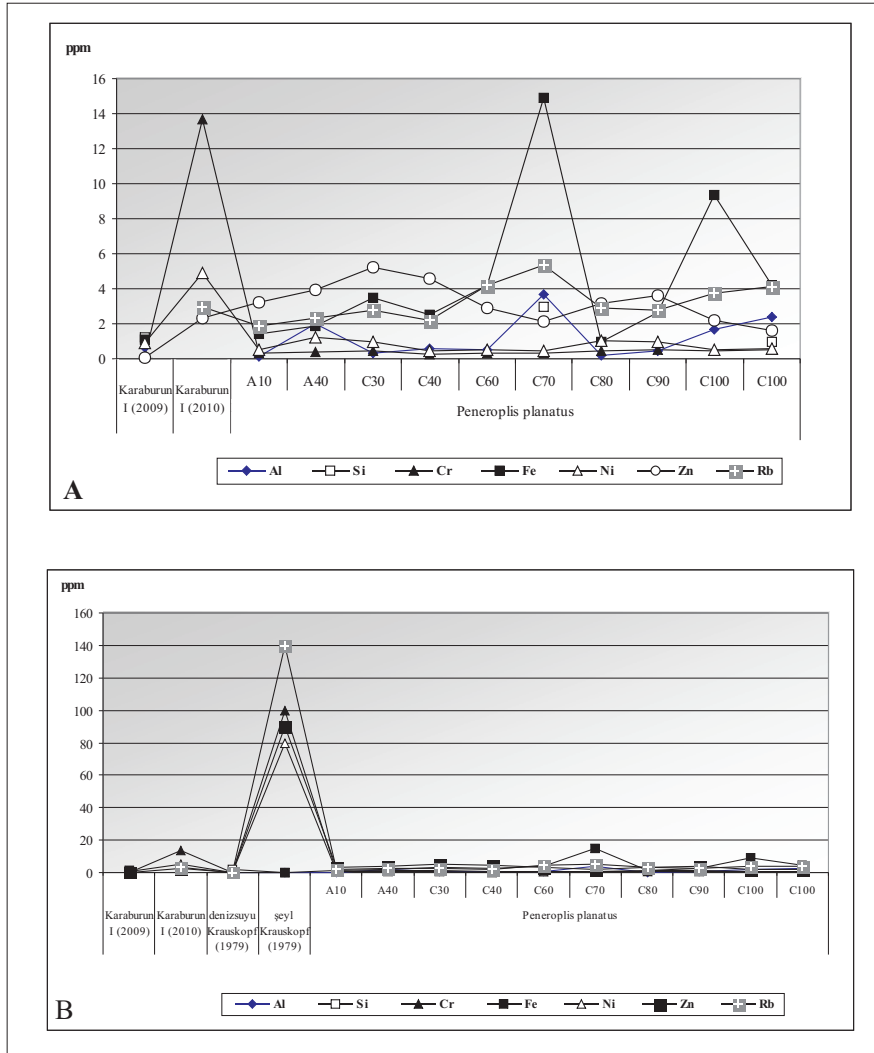 ppm
16
14
12
10
8
6
4
2
0
Karaburun I (2009)
Karaburun I (2010)
A10 A40 C30 C40 C60 C70 C80 C90 C100 C100
Peneroplis planatus
Al Si Cr Fe Ni Zn Rb
A
ppm
160
140
120
100
80
60
40
20
0
Karaburun I (2009)
Karaburun I (2010)
denizsuyu Krauskopf (1979)
şeyl Krauskopf (1979)
A10 A40 C30 C40 C60 C70 C80 C90 C100 C100
Peneroplis planatus
Al Si Cr Fe Ni Zn Rb
B